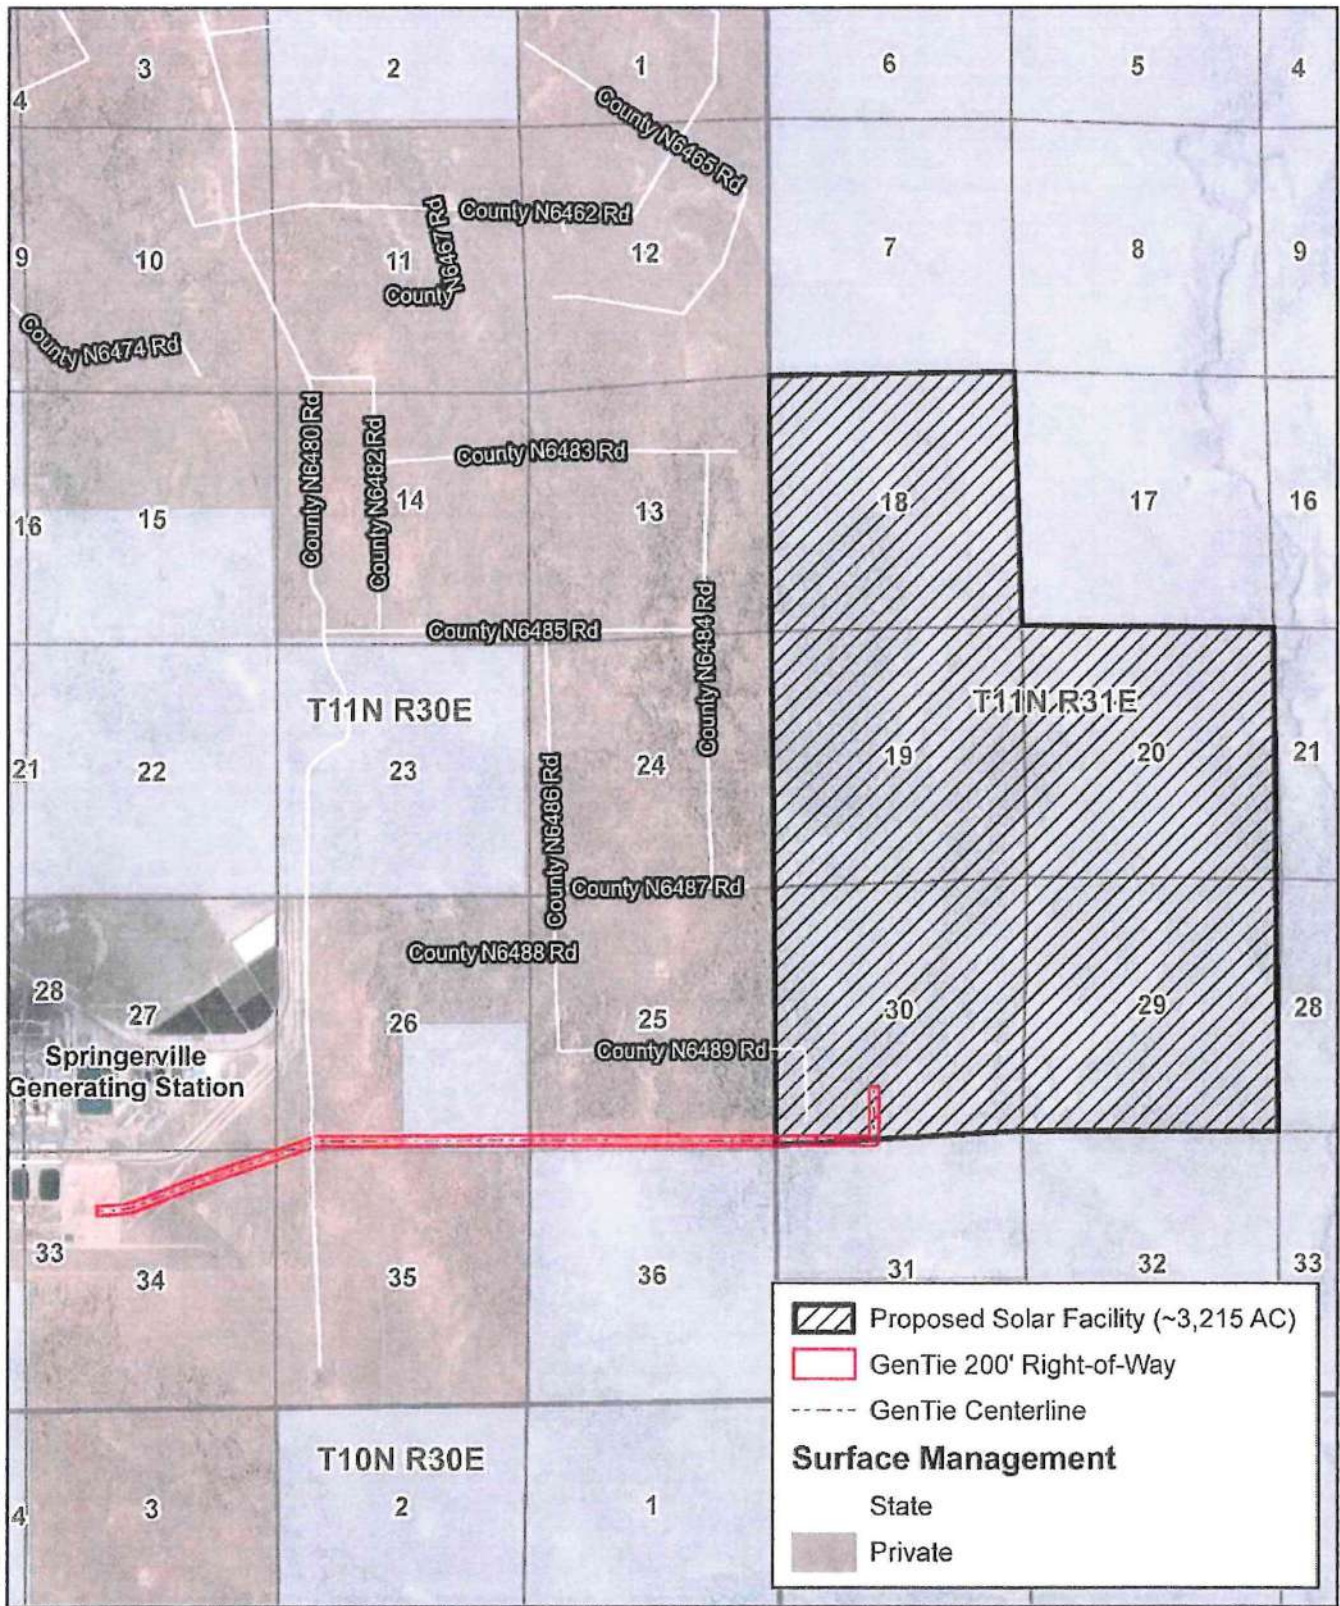 3
2
1
6
5
4
4
County N6465 Rd
County N6462 Rd
County N6467 Rd
9
10
11
12
7
8
9
County N6474 Rd
County N6480 Rd
County N6482 Rd
County N6483 Rd
16
15
14
13
18
17
16
County N6485 Rd
County N6484 Rd
T11N R30E
T11N R31E
21
22
23
24
19
20
21
County N6486 Rd
County N6487 Rd
County N6488 Rd
28
27
26
25
30
29
28
County N6489 Rd
Springerville
Generating Station
33
34
35
36
31
32
33
Proposed Solar Facility (~3,215 AC)
GenTie 200' Right-of-Way
GenTie Centerline
Surface Management
State
Private
T10N R30E
4
3
2
1